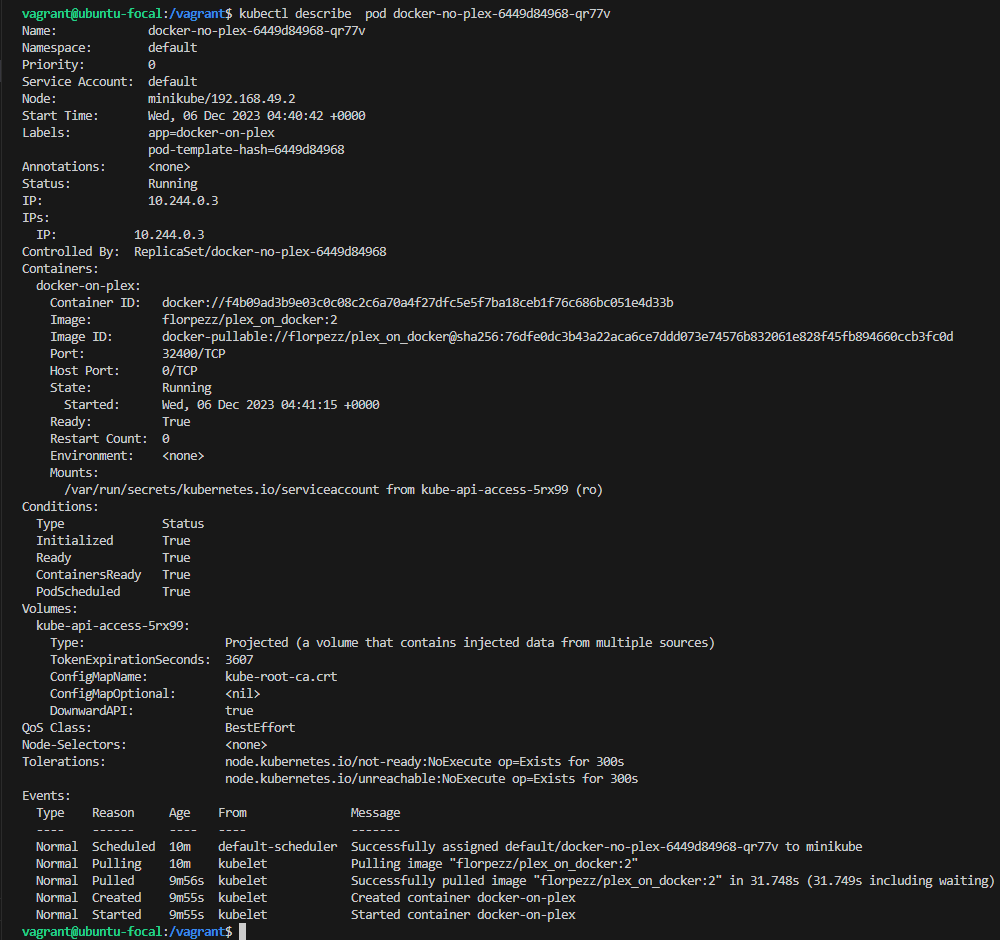 vagrant@ubuntu-focal:/vagrant$ kubectl describe  pod docker-no-plex-6449d84968-qr77v
Name:             docker-no-plex-6449d84968-qr77v
Namespace:        default
Priority:         0
Service Account:  default
Node:             minikube/192.168.49.2
Start Time:       Wed, 06 Dec 2023 04:40:42 +0000
Labels:           app=docker-on-plex
                  pod-template-hash=6449d84968
Annotations:      <none>
Status:           Running
IP:               10.244.0.3
IPs:
  IP:           10.244.0.3
Controlled By:  ReplicaSet/docker-no-plex-6449d84968
Containers:
  docker-on-plex:
    Container ID:   docker://f4b09ad3b9e03c0c08c2c6a70a4f27dfc5e5f7ba18ceb1f76c686bc051e4d33b
    Image:          florpezz/plex_on_docker:2
    Image ID:       docker-pullable://florpezz/plex_on_docker@sha256:76dfe0dc3b43a22aca6ce7ddd073e74576b832061e828f45fb894660ccb3fc0d
    Port:           32400/TCP
    Host Port:      0/TCP
    State:          Running
      Started:      Wed, 06 Dec 2023 04:41:15 +0000
    Ready:          True
    Restart Count:  0
    Environment:    <none>
    Mounts:
      /var/run/secrets/kubernetes.io/serviceaccount from kube-api-access-5rx99 (ro)
Conditions:
  Type              Status
  Initialized       True
  Ready             True
  ContainersReady   True
  PodScheduled      True
Volumes:
  kube-api-access-5rx99:
    Type:                    Projected (a volume that contains injected data from multiple sources)
    TokenExpirationSeconds:  3607
    ConfigMapName:           kube-root-ca.crt
    ConfigMapOptional:       <nil>
    DownwardAPI:             true
QoS Class:                   BestEffort
Node-Selectors:              <none>
Tolerations:                 node.kubernetes.io/not-ready:NoExecute op=Exists for 300s
                             node.kubernetes.io/unreachable:NoExecute op=Exists for 300s
Events:
  Type    Reason     Age    From               Message
  ----    ------     ----   ----               -------
  Normal  Scheduled  10m    default-scheduler  Successfully assigned default/docker-no-plex-6449d84968-qr77v to minikube
  Normal  Pulling    10m    kubelet            Pulling image "florpezz/plex_on_docker:2"
  Normal  Pulled     9m56s  kubelet            Successfully pulled image "florpezz/plex_on_docker:2" in 31.748s (31.749s including waiting)
  Normal  Created    9m55s  kubelet            Created container docker-on-plex
  Normal  Started    9m55s  kubelet            Started container docker-on-plex
vagrant@ubuntu-focal:/vagrant$